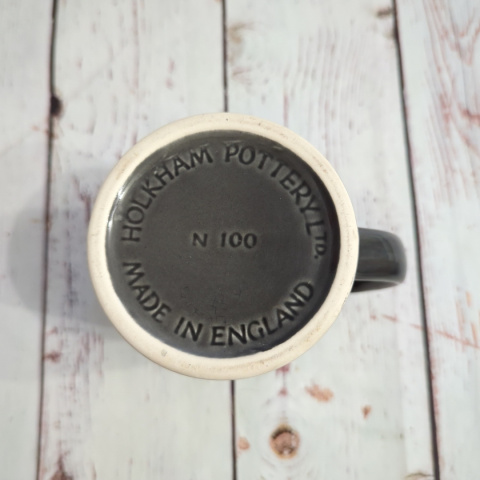 HOLKHAM POTTERY LTD.
N 100
MADE IN ENGLAND